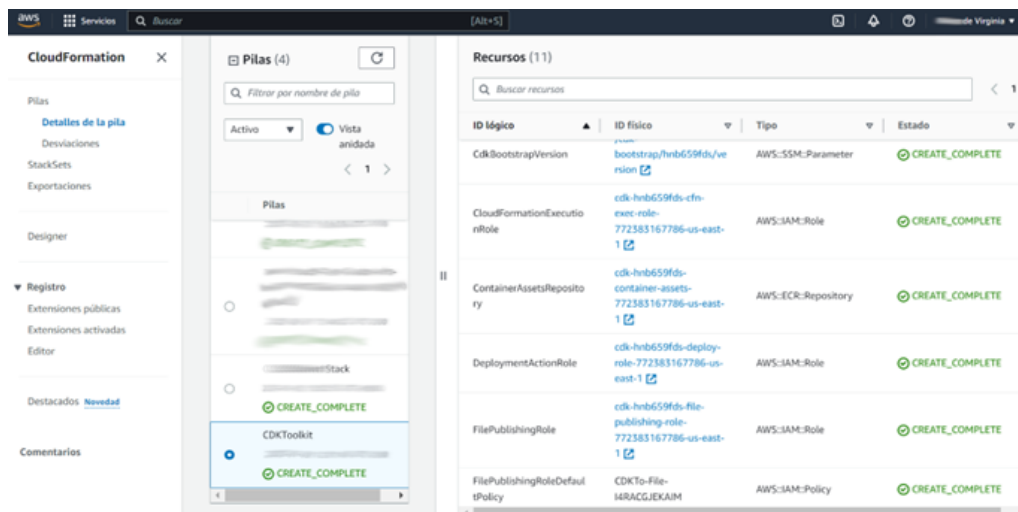 aws
Servicios
Buscar
[Alt+S]
de Virginia
CloudFormation
Pilas
Detalles de la pila
Desviaciones
StackSets
Exportaciones
Designer
Registro
Extensiones públicas
Extensiones activadas
Editor
Destacados Novedad
Comentarios
Pilas (4)
Filtrar por nombre de pila
Activo
Vista
anidada
1
Pilas
Stack
CREATE_COMPLETE
CDKToolkit
CREATE_COMPLETE
Recursos (11)
Buscar recursos
1
ID lógico ID físico Tipo Estado
CdkBootstrapVersion
bootstrap/hnb659fds/ve
rsion
AWS::SSM::Parameter
CREATE_COMPLETE
CloudFormationExecutio
nRole
cdk-hnb659fds-cfn-
exec-role-
772383167786-us-east-
1
AWS::IAM::Role
CREATE_COMPLETE
ContainerAssetsReposito
ry
cdk-hnb659fds-
container-assets-
772383167786-us-east-
1
AWS::ECR::Repository
CREATE_COMPLETE
DeploymentActionRole
cdk-hnb659fds-deploy-
role-772383167786-us-
east-1
AWS::IAM::Role
CREATE_COMPLETE
FilePublishingRole
cdk-hnb659fds-file-
publishing-role-
772383167786-us-east-
1
AWS::IAM::Role
CREATE_COMPLETE
FilePublishingRoleDefaul
tPolicy
CDKTo-File-
I4RACGJEKAIM
AWS::IAM::Policy
CREATE_COMPLETE